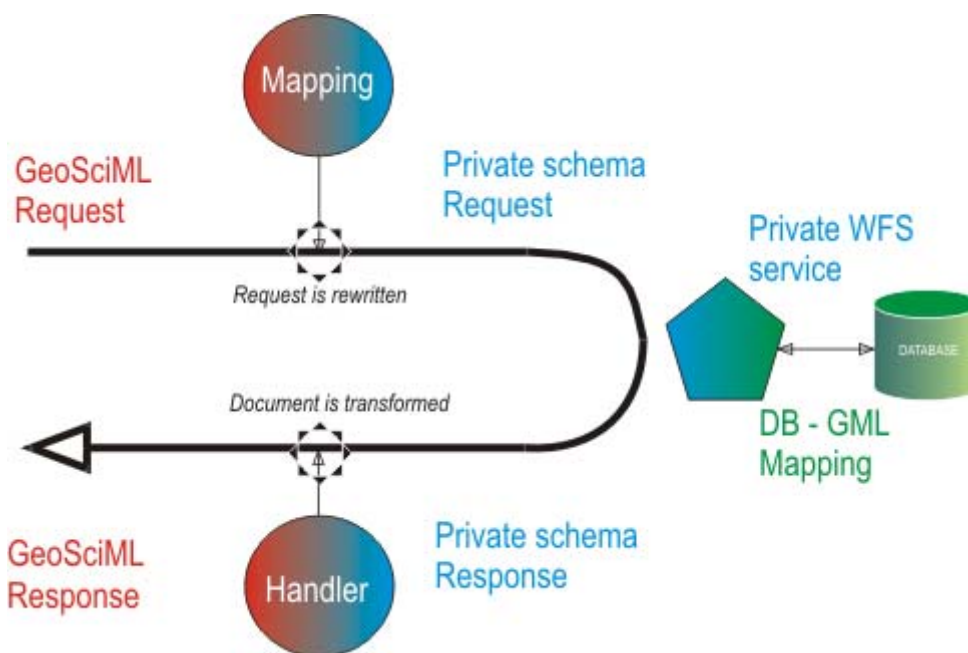 Mapping
GeoSciML
Request
Private schema
Request
Private WFS
service
Request is rewritten
DATABASE
Document is transformed
DB - GML
Mapping
GeoSciML
Response
Handler
Private schema
Response